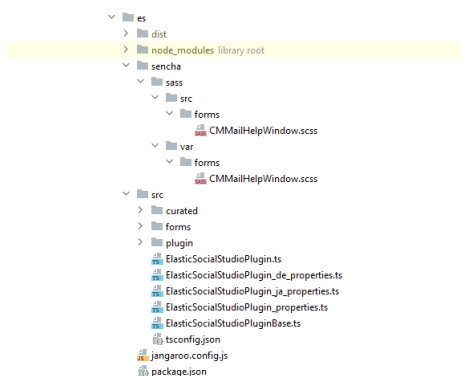 es
dist
node_modules library root
sencha
sass
src
forms
CMMailHelpWindow.scss
var
forms
CMMailHelpWindow.scss
src
curated
forms
plugin
ElasticSocialStudioPlugin.ts
ElasticSocialStudioPlugin_de_properties.ts
ElasticSocialStudioPlugin_ja_properties.ts
ElasticSocialStudioPlugin_properties.ts
ElasticSocialStudioPluginBase.ts
tsconfig.json
jangaroo.config.js
package.json